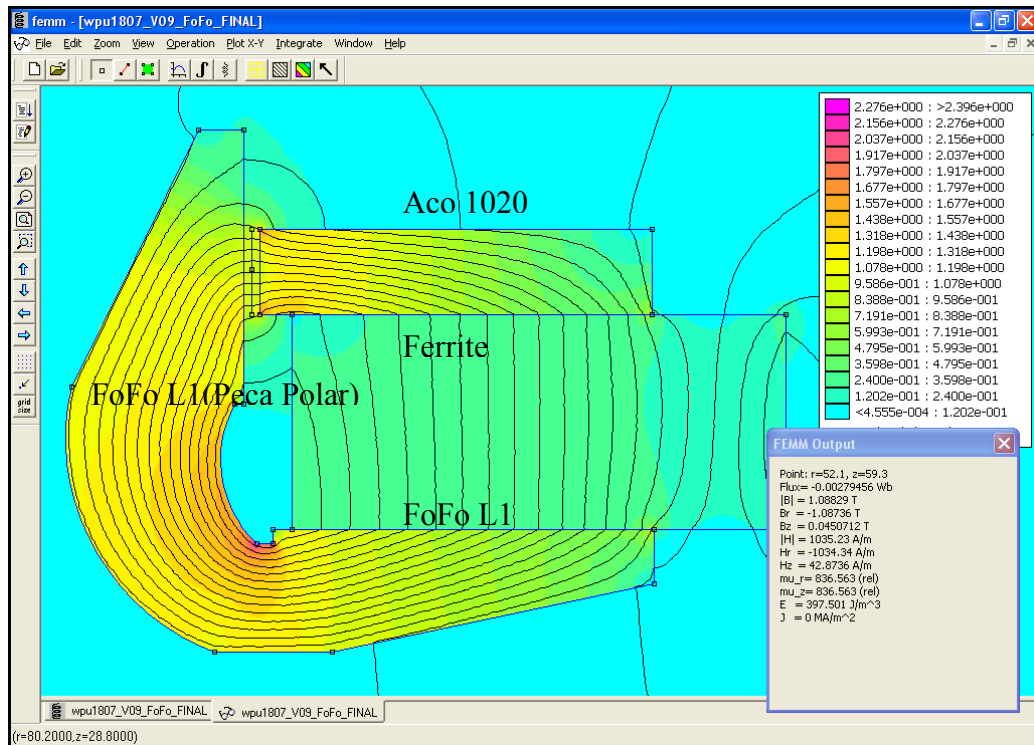 femm - [wpu1807_V09_FoFo_FINAL]
File Edit Zoom View Operation Plot X-Y Integrate Window Help
grid
size
Aco 1020
Ferrite
FoFo L1(Peca Polar)
FoFo L1
2.276e+000 : >2.396e+000
2.156e+000 : 2.276e+000
2.037e+000 : 2.156e+000
1.917e+000 : 2.037e+000
1.797e+000 : 1.917e+000
1.677e+000 : 1.797e+000
1.557e+000 : 1.677e+000
1.438e+000 : 1.557e+000
1.318e+000 : 1.438e+000
1.198e+000 : 1.318e+000
1.078e+000 : 1.198e+000
9.586e-001 : 1.078e+000
8.388e-001 : 9.586e-001
7.191e-001 : 8.388e-001
5.993e-001 : 7.191e-001
4.795e-001 : 5.993e-001
3.598e-001 : 4.795e-001
2.400e-001 : 3.598e-001
1.202e-001 : 2.400e-001
<4.555e-004 : 1.202e-001
FEMM Output
Point: r=52.1, z=59.3
Flux= -0.00279456 Wb
|B| = 1.08829 T
Br = -1.08736 T
Bz = 0.0450712 T
|H| = 1035.23 A/m
Hr = -1034.34 A/m
Hz = 42.8736 A/m
mu_r= 836.563 (rel)
mu_z= 836.563 (rel)
E = 397.501 J/m^3
J = 0 MA/m^2
wpu1807_V09_FoFo_FINAL
wpu1807_V09_FoFo_FINAL
(r=80.2000,z=28.8000)